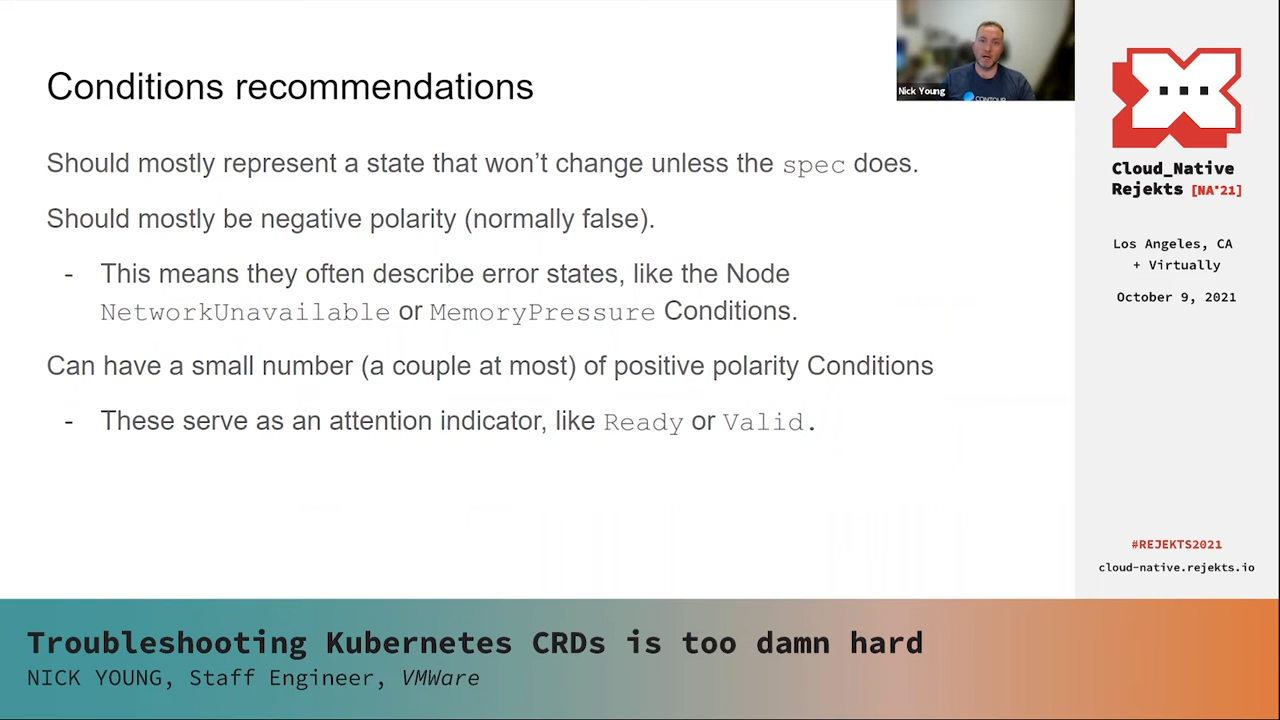 Conditions recommendations
Should mostly represent a state that won’t change unless the spec does.
Should mostly be negative polarity (normally false).
- This means they often describe error states, like the Node
NetworkUnavailable or MemoryPressure Conditions.
Can have a small number (a couple at most) of positive polarity Conditions
- These serve as an attention indicator, like Ready or Valid.
Nick Young
CONTOUR
Cloud_Native
Rejekts [NA'21]
Los Angeles, CA
+ Virtually
October 9, 2021
#REJEKTS2021
cloud-native.rejekts.io
Troubleshooting Kubernetes CRDs is too damn hard
NICK YOUNG, Staff Engineer, VMWare